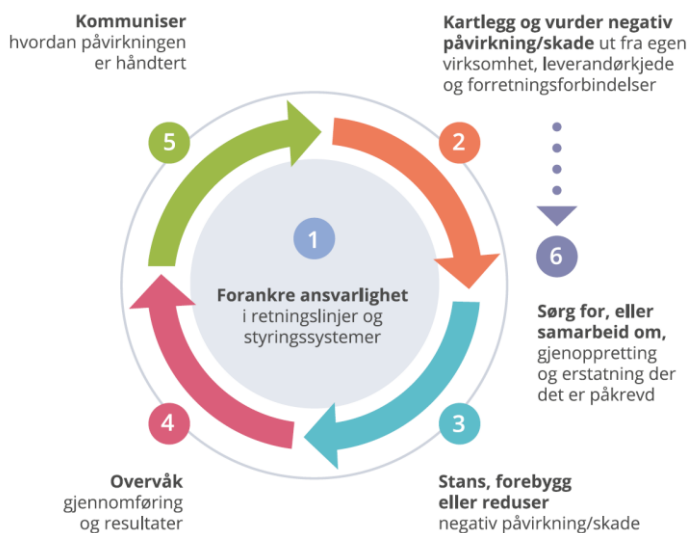 1
Forankre ansvarlighet
i retningslinjer og
styringssystemer
2
Kartlegg og vurder negativ
påvirkning/skade ut fra egen
virksomhet, leverandørkjede
og forretningsforbindelser
3
Stans, forebygg
eller reduser
negativ påvirkning/skade
4
Overvåk
gjennomføring
og resultater
5
Kommuniser
hvordan påvirkningen
er håndtert
6
Sørg for, eller
samarbeid om,
gjenoppretting
og erstatning der
det er påkrevd